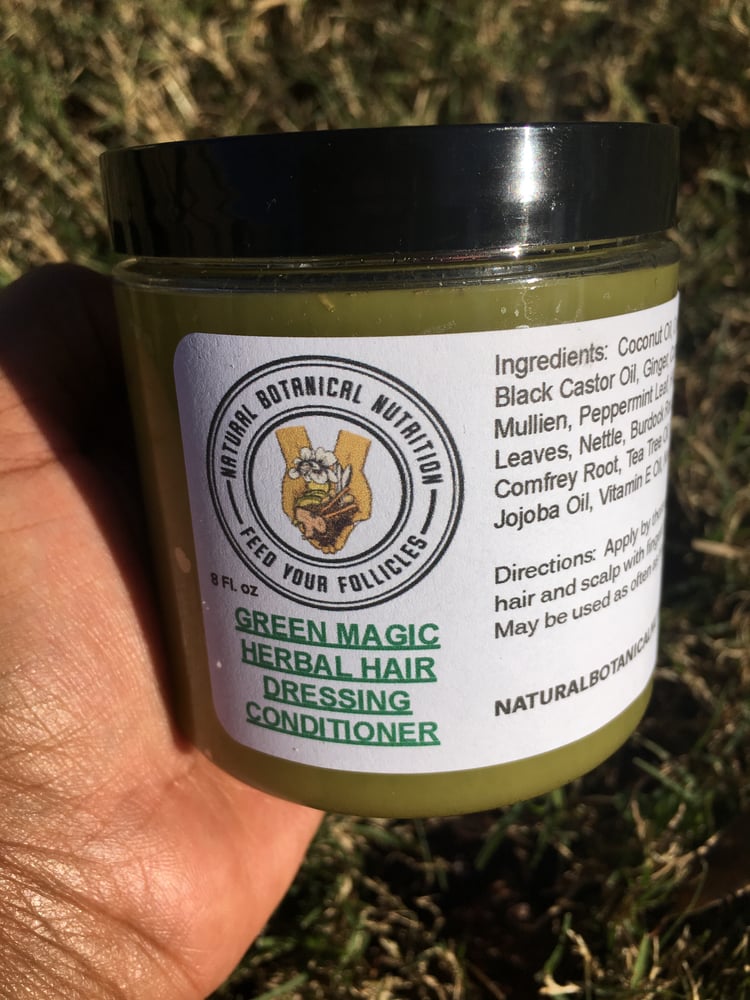 NATURAL BOTANICAL NUTRITION
FEED YOUR FOLLICLES
8 Fl. oz
GREEN MAGIC
HERBAL HAIR
DRESSING
CONDITIONER
Ingredients: Coconut Oil,
Black Castor Oil, Ginger,
Mullien, Peppermint Leaf,
Leaves, Nettle, Burdock
Comfrey Root, Tea Tree
Jojoba Oil, Vitamin E Oil,
Directions: Apply by
hair and scalp with
May be used as often
NATURALBOTANICAL